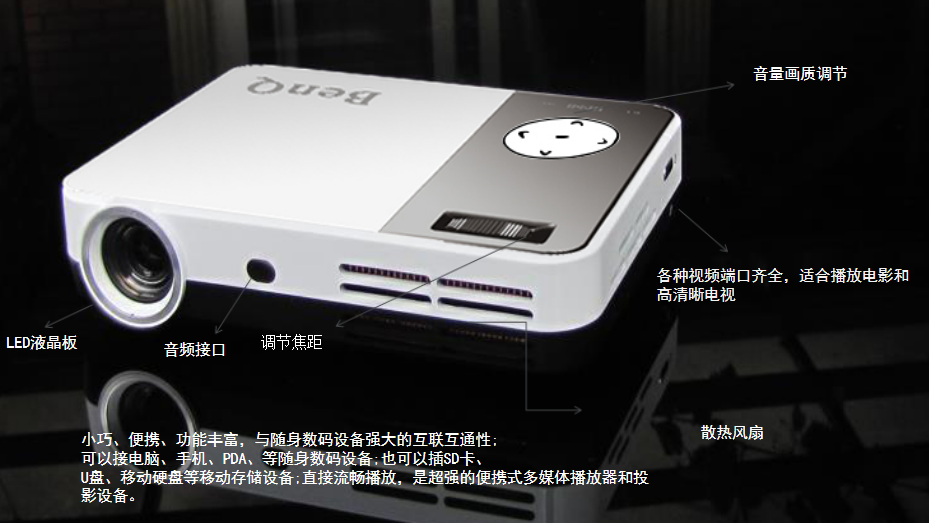 音量画质调节
BenQ
各种视频端口齐全，适合播放电影和
高清晰电视
LED液晶板
音频接口
调节焦距
散热风扇
小巧、便携、功能丰富，与随身数码设备强大的互联互通性;
可以接电脑、手机、PDA、等随身数码设备;也可以插SD卡、
U盘、移动硬盘等移动存储设备;直接流畅播放，是超强的便携式多媒体播放器和投
影设备。